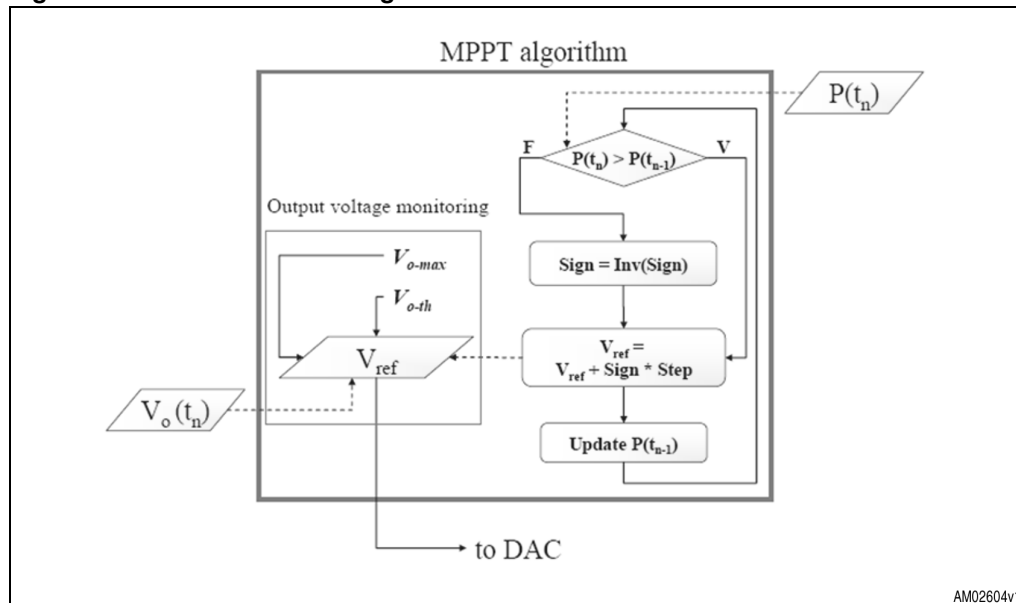 MPPT algorithm
P(tn)
F
P(tn) > P(tn-1)
V
Output voltage monitoring
Sign = Inv(Sign)
Vo-max
Vo-th
Vref
Vref =
Vref + Sign * Step
Vo(tn)
Update P(tn-1)
to DAC